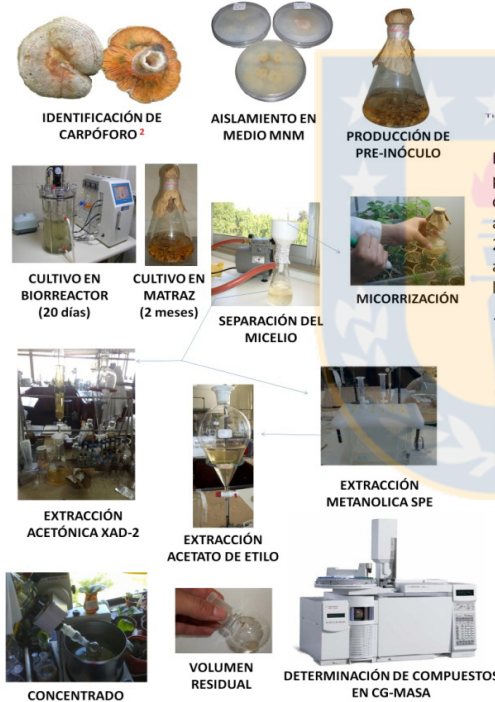 IDENTIFICACIÓN DE
CARPÓFORO 2
AISLAMIENTO EN
MEDIO MNM
PRODUCCIÓN DE
PRE-INÓCULO
CULTIVO EN
BIORREACTOR
(20 días)
CULTIVO EN
MATRAZ
(2 meses)
SEPARACIÓN DEL
MICELIO
MICORRIZACIÓN
EXTRACCIÓN
ACETÓNICA XAD-2
EXTRACCIÓN
ACETATO DE ETILO
EXTRACCIÓN
METANOLICA SPE
CONCENTRADO
VOLUMEN
RESIDUAL
DETERMINACIÓN DE COMPUESTOS
EN CG-MASA